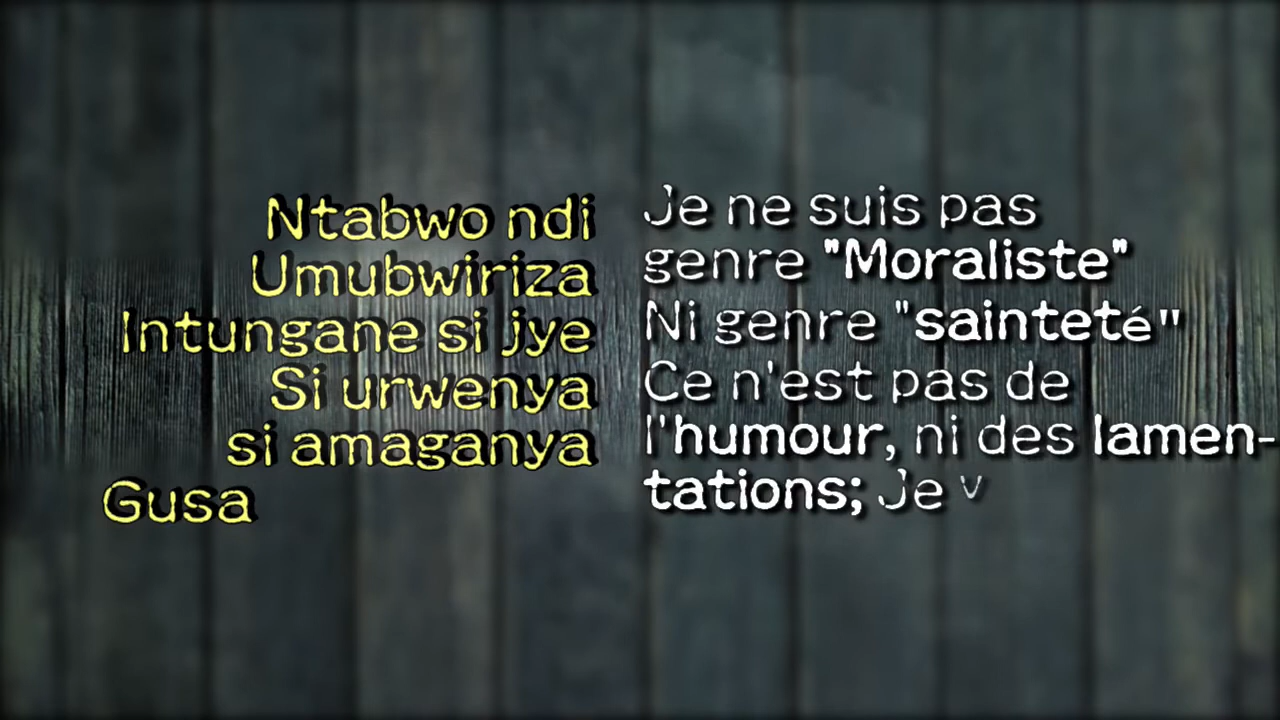 Ntabwo ndi
Umubwiriza
Intungane si jye
Si urwenya
si amaganya
Gusa
Je ne suis pas
genre "Moraliste"
Ni genre "sainteté"
Ce n'est pas de
l'humour, ni des lamen-
tations; Je v